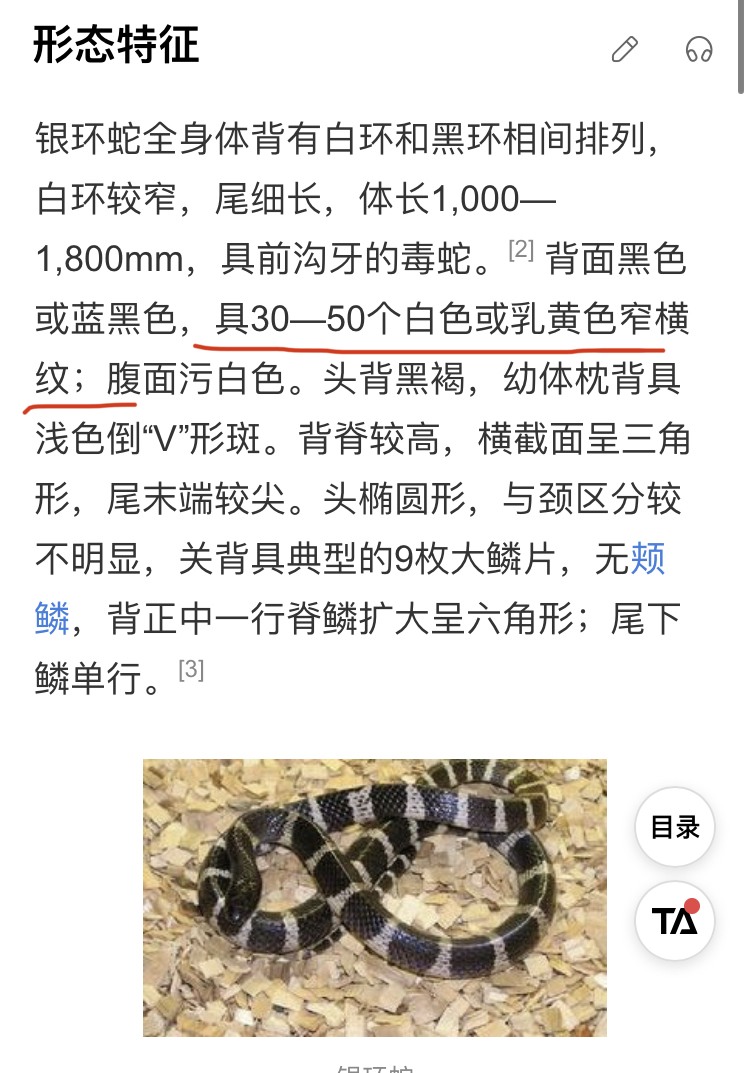 形态特征
银环蛇全身体背有白环和黑环相间排列，
白环较窄，尾细长，体长1,000—
1,800mm，具前沟牙的毒蛇。[2] 背面黑色
或蓝黑色，具30—50个白色或乳黄色窄横
纹；腹面污白色。头背黑褐，幼体枕背具
浅色倒“V”形斑。背脊较高，横截面呈三角
形，尾末端较尖。头椭圆形，与颈区分较
不明显，关背具典型的9枚大鳞片，无颊
鳞，背正中一行脊鳞扩大呈六角形；尾下
鳞单行。[3]
目录
TA
银环蛇